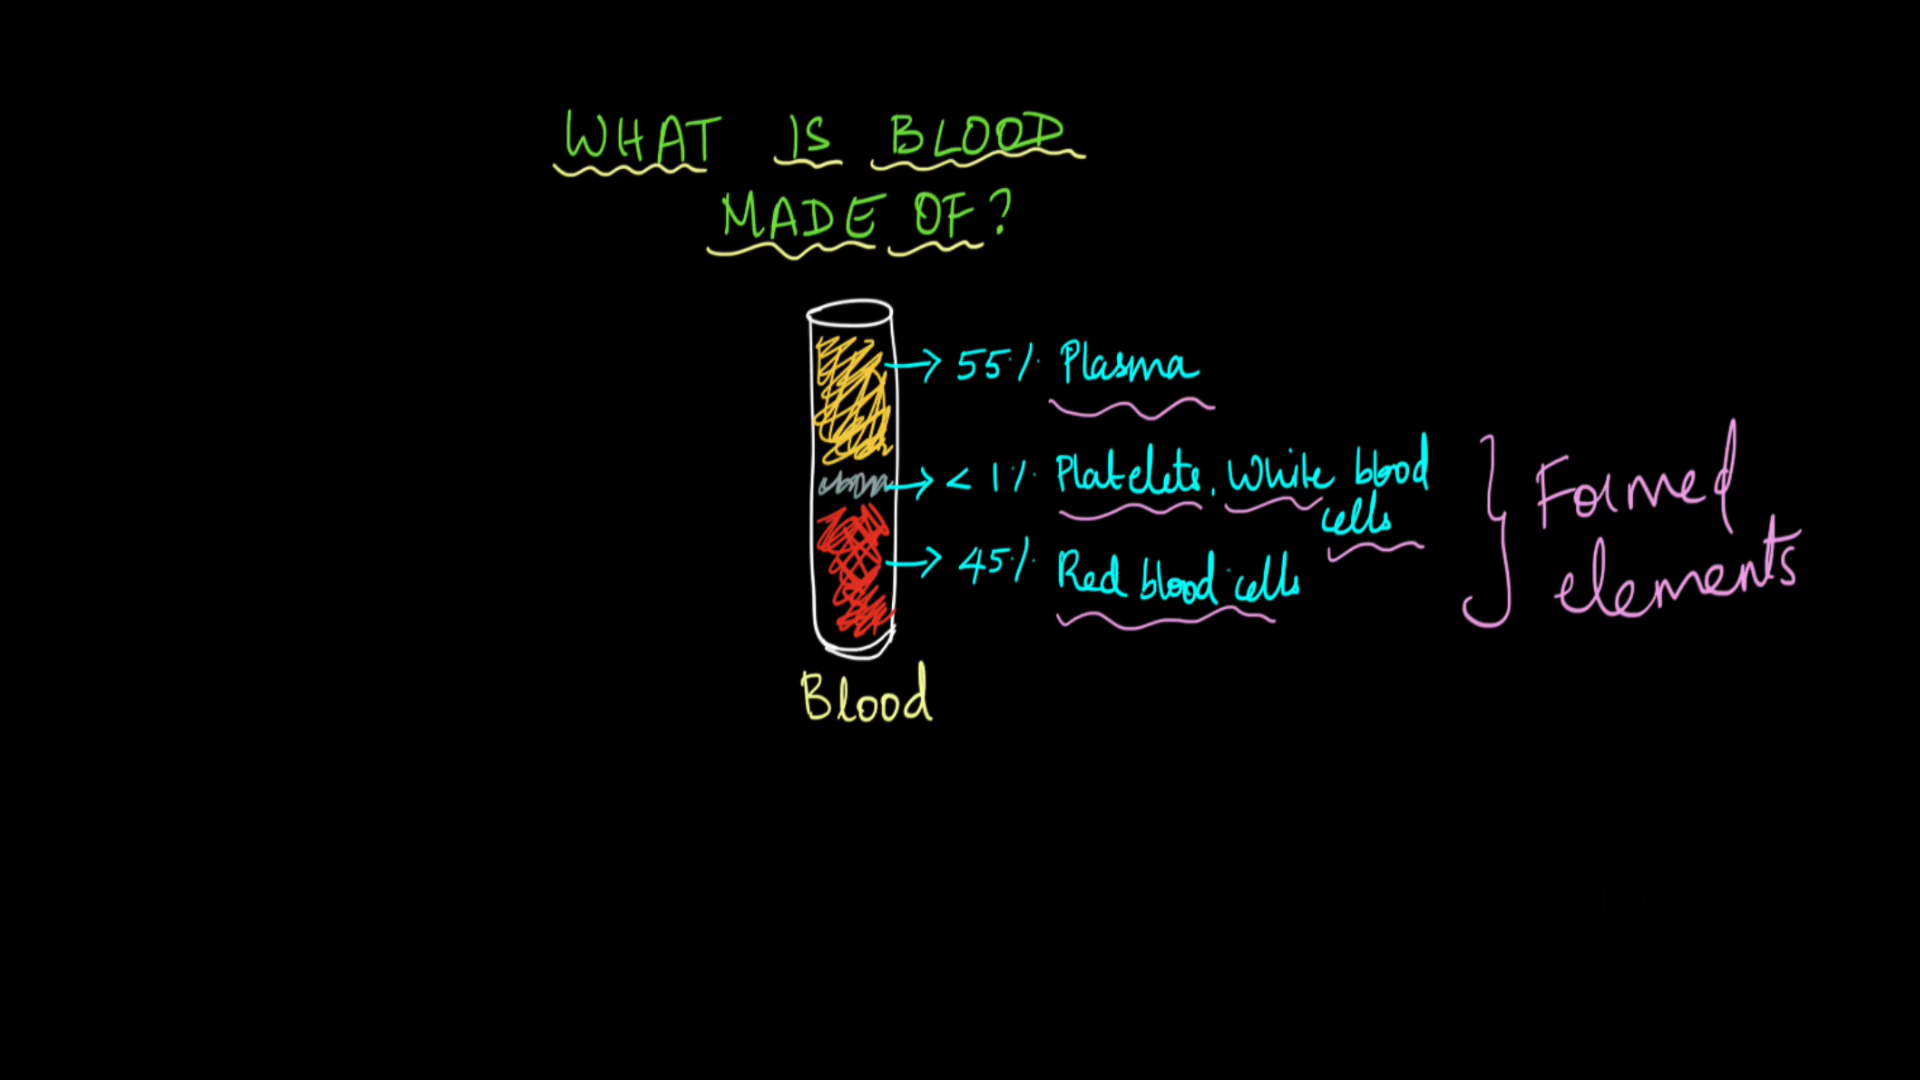 WHAT IS BLOOD
MADE OF?
→ 55% Plasma
→ < 1% Platelets, White blood
cells
→ 45% Red blood cells
Formed
elements
Blood